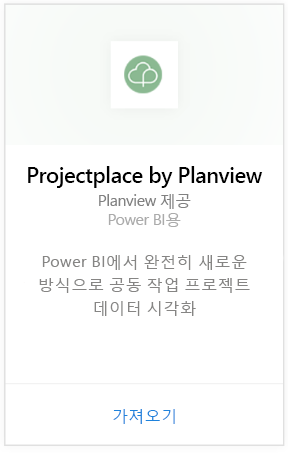 Projectplace by Planview
Planview 제공
Power BI용
Power BI에서 완전히 새로운
방식으로 공동 작업 프로젝트
데이터 시각화
가져오기